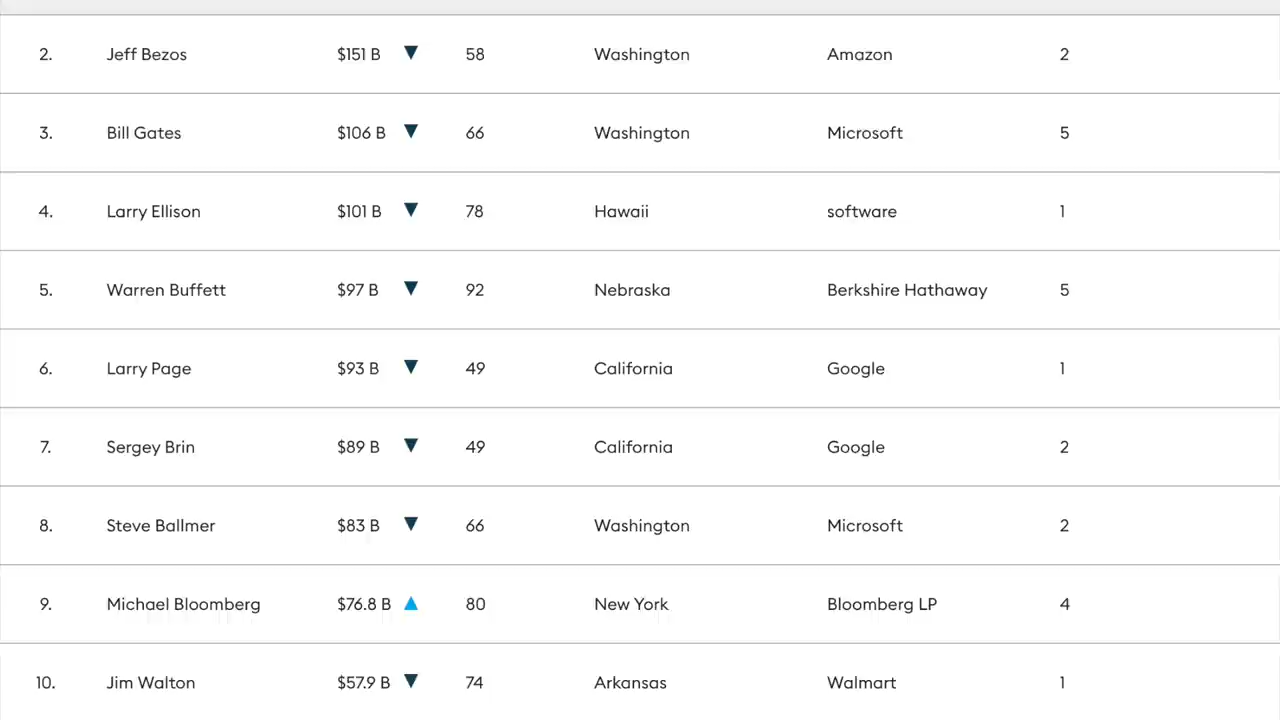 2. Jeff Bezos $151 B ▼ 58 Washington Amazon 2
3. Bill Gates $106 B ▼ 66 Washington Microsoft 5
4. Larry Ellison $101 B ▼ 78 Hawaii software 1
5. Warren Buffett $97 B ▼ 92 Nebraska Berkshire Hathaway 5
6. Larry Page $93 B ▼ 49 California Google 1
7. Sergey Brin $89 B ▼ 49 California Google 2
8. Steve Ballmer $83 B ▼ 66 Washington Microsoft 2
9. Michael Bloomberg $76.8 B ▲ 80 New York Bloomberg LP 4
10. Jim Walton $57.9 B ▼ 74 Arkansas Walmart 1